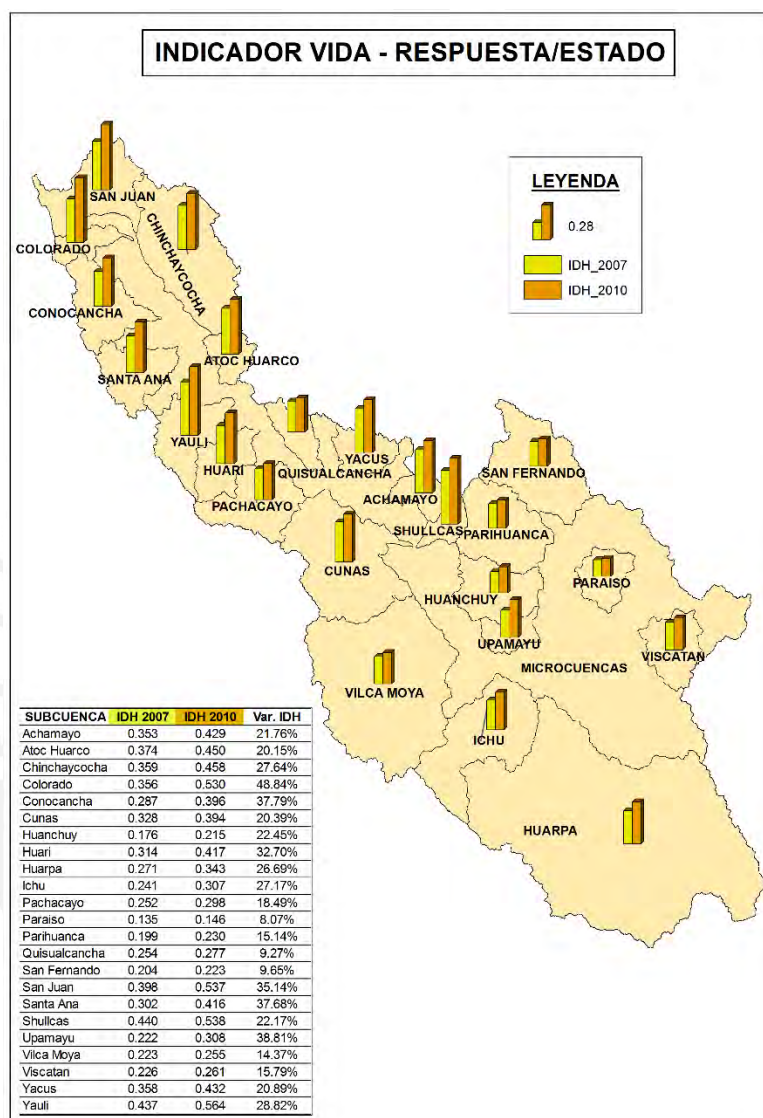 INDICADOR VIDA - RESPUESTA/ESTADO
LEYENDA
0.28
IDH_2007
IDH_2010
SAN JUAN
CHINCHAYCOCHA
COLORADO
CONOCANCHA
ATOC HUARCO
SANTA ANA
YAULI
HUARI
YACUS
QUISUALCANCHA
SAN FERNANDO
PACHACAYO
ACHAMAYO
SHULLCAS
PARIHUANCA
CUNAS
PARAISO
HUANCHUY
UPAMAYU
VISCATAN
MICROCUENCAS
VILCA MOYA
ICHU
HUARPA
SUBCUENCA IDH 2007 IDH 2010 Var. IDH
Achamayo 0.353 0.429 21.76%
Atoc Huarco 0.374 0.450 20.15%
Chinchaycocha 0.359 0.458 27.64%
Colorado 0.356 0.530 48.84%
Conocancha 0.287 0.396 37.79%
Cunas 0.328 0.394 20.39%
Huanchuy 0.176 0.215 22.45%
Huari 0.314 0.417 32.70%
Huarpa 0.271 0.343 26.69%
Ichu 0.241 0.307 27.17%
Pachacayo 0.252 0.298 18.49%
Paraiso 0.135 0.146 8.07%
Parihuanca 0.199 0.230 15.14%
Quisualcancha 0.254 0.277 9.27%
San Fernando 0.204 0.223 9.65%
San Juan 0.398 0.537 35.14%
Santa Ana 0.302 0.416 37.68%
Shullcas 0.440 0.538 22.17%
Upamayu 0.222 0.308 38.81%
Vilca Moya 0.223 0.255 14.37%
Viscatan 0.226 0.261 15.79%
Yacus 0.358 0.432 20.89%
Yauli 0.437 0.564 28.82%